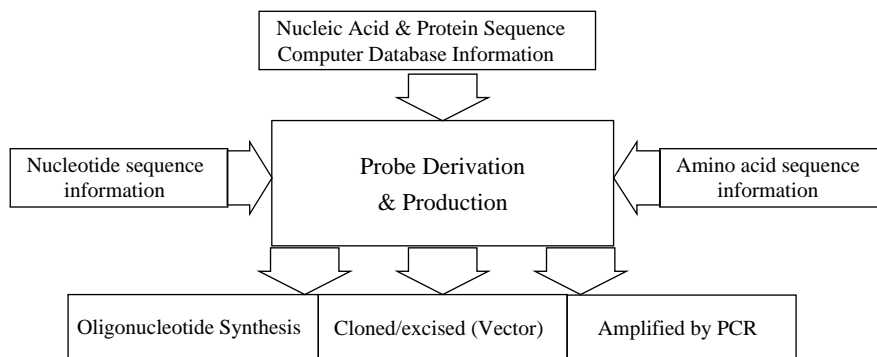 Nucleic Acid & Protein Sequence
Computer Database Information
Nucleotide sequence
information
Probe Derivation
& Production
Amino acid sequence
information
Oligonucleotide Synthesis
Cloned/excised (Vector)
Amplified by PCR